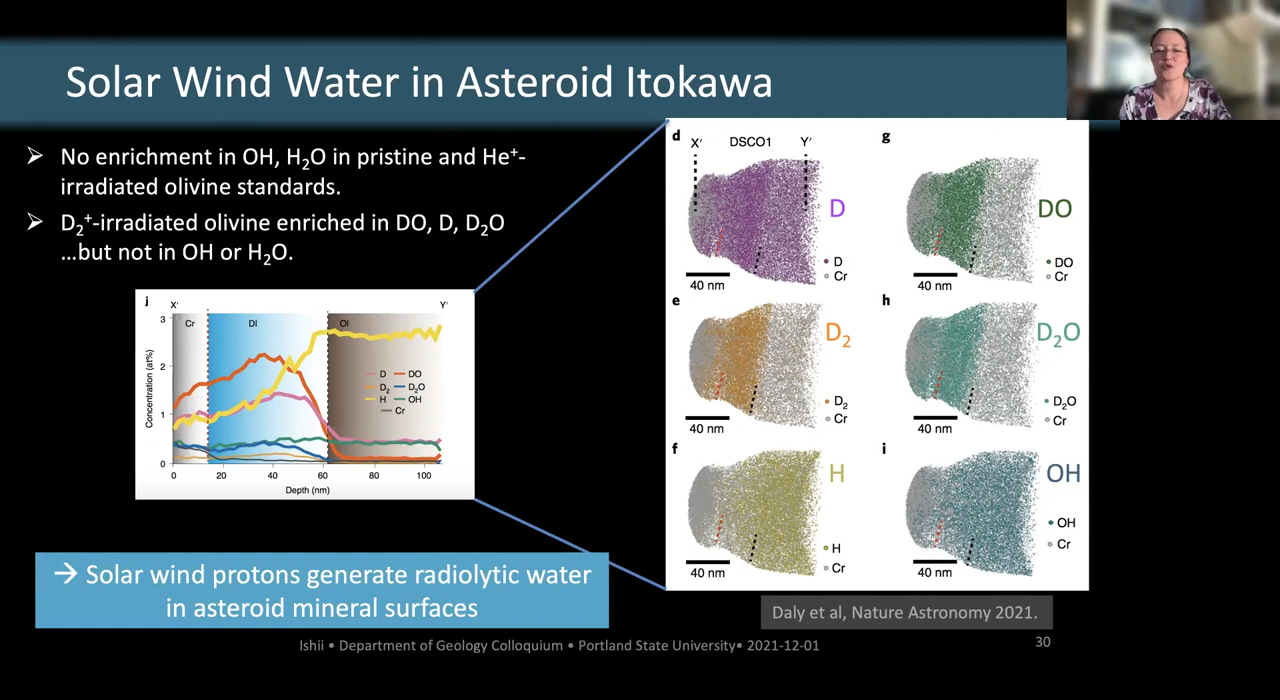 Solar Wind Water in Asteroid Itokawa
➢ No enrichment in OH, H₂O in pristine and He⁺-
irradiated olivine standards.
➢ D₂⁺-irradiated olivine enriched in DO, D, D₂O
…but not in OH or H₂O.
j
X′ Y′
Cr DI Ol
Concentration (at%)
3
2
1
0
D DO
D₂ D₂O
H OH
Cr
0 20 40 60 80 100
Depth (nm)
→ Solar wind protons generate radiolytic water
in asteroid mineral surfaces
d X′ DSCO1 Y′
D
D
Cr
40 nm
g
DO
DO
Cr
40 nm
e
D₂
D₂
Cr
40 nm
h
D₂O
D₂O
Cr
40 nm
f
H
H
Cr
40 nm
i
OH
OH
Cr
40 nm
Daly et al, Nature Astronomy 2021.
Ishii • Department of Geology Colloquium • Portland State University• 2021-12-01
30